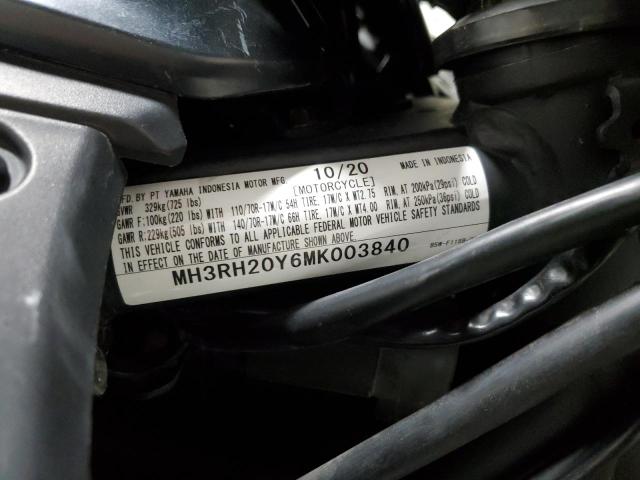 MFD. BY PT YAMAHA INDONESIA MOTOR MFG 10/20 MADE IN INDONESIA
GVWR 329kg(725 lbs) [MOTORCYCLE]
GAWR F:100kg(220 lbs) WITH 110/70R-17M/C 54H TIRE, 17M/C X MT2.75 RIM, AT 200kPa(29psi) COLD
GAWR R:229kg(505 lbs) WITH 140/70R-17M/C 66H TIRE, 17M/C X MT4.00 RIM, AT 250kPa(36psi) COLD
THIS VEHICLE CONFORMS TO ALL APPLICABLE FEDERAL MOTOR VEHICLE SAFETY STANDARDS
IN EFFECT ON THE DATE OF MANUFACTURE SHOWN ABOVE.
MH3RH20Y6MK003840